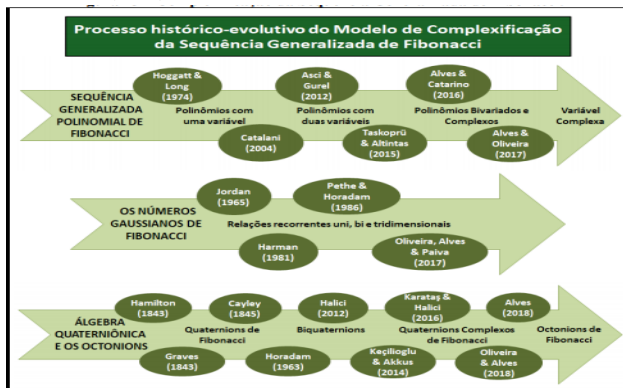 Processo histórico-evolutivo do Modelo de Complexificação
da Sequência Generalizada de Fibonacci
Hoggatt &
Long
(1974)
Asci &
Gurel
(2012)
Alves &
Catarino
(2016)
SEQUÊNCIA
GENERALIZADA
POLINOMIAL DE
FIBONACCI
Polinômios com
uma variável
Polinômios com
duas variáveis
Polinômios Bivariados e
Complexos
Variável
Complexa
Catalani
(2004)
Taskoprü
& Altintas
(2015)
Alves &
Oliveira
(2017)
Jordan
(1965)
Pethe &
Horadam
(1986)
OS NÚMEROS
GAUSSIANOS DE
FIBONACCI
Relações recorrentes uni, bi e tridimensionais
Harman
(1981)
Oliveira, Alves
& Paiva
(2017)
Hamilton
(1843)
Cayley
(1845)
Halici
(2012)
Karataş &
Halici
(2016)
Alves
(2018)
ÁLGEBRA
QUATERNIÔNICA
E OS OCTONIONS
Quaternions de
Fibonacci
Biquaternions
Quaternions Complexos
de Fibonacci
Octonions de
Fibonacci
Graves
(1843)
Horadam
(1963)
Keçilioglu
& Akkus
(2014)
Oliveira
& Alves
(2018)